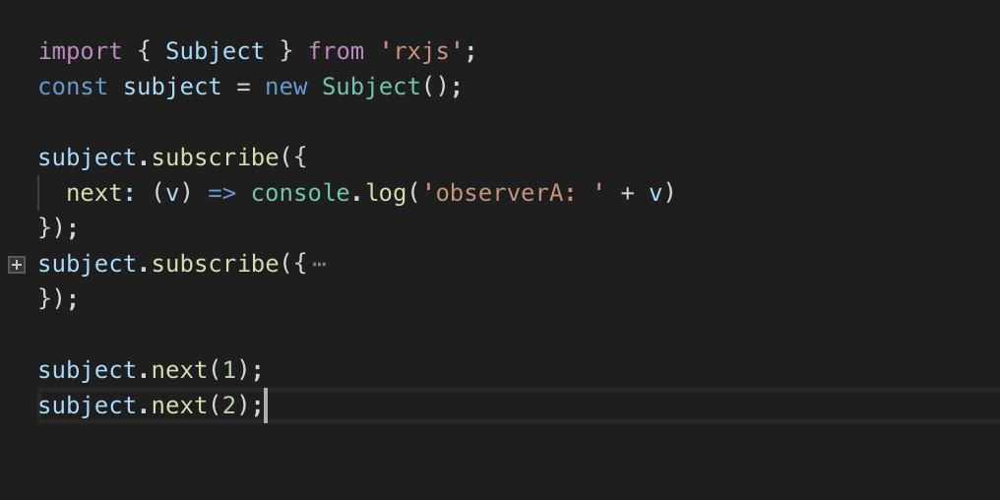 import { Subject } from 'rxjs';
const subject = new Subject();
subject.subscribe({
  next: (v) => console.log('observerA: ' + v)
});
subject.subscribe({⋯
});
subject.next(1);
subject.next(2);